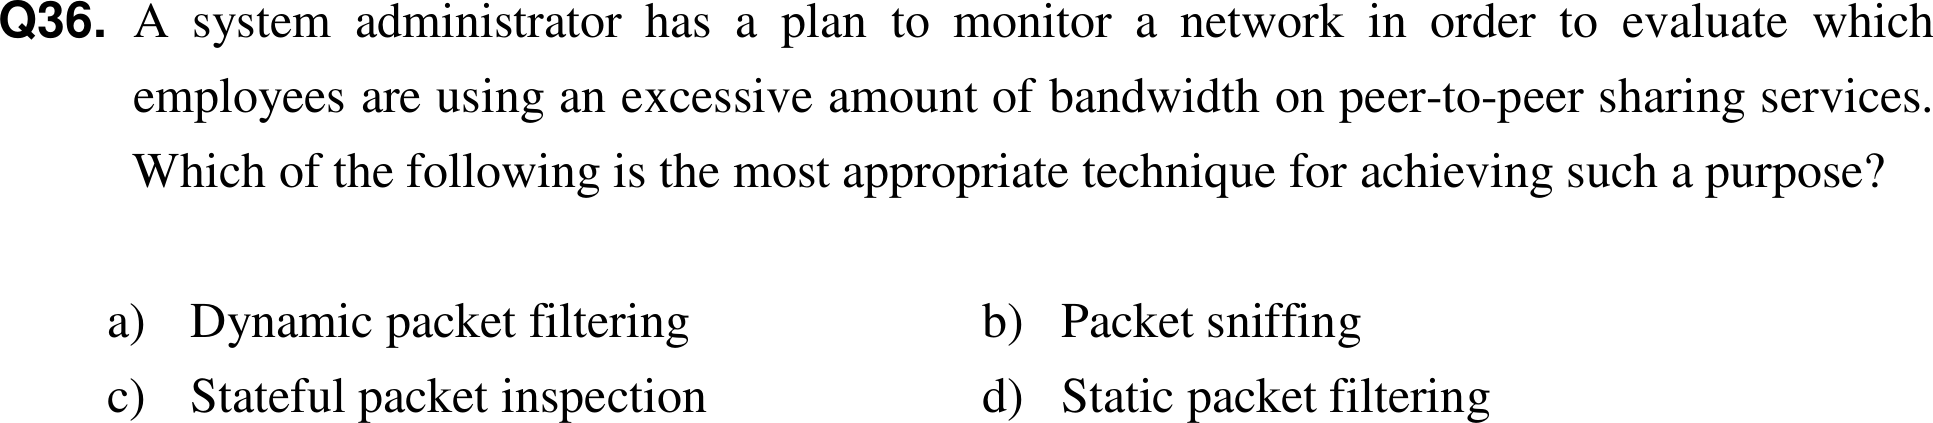 Q36. A system administrator has a plan to monitor a network in order to evaluate which
employees are using an excessive amount of bandwidth on peer-to-peer sharing services.
Which of the following is the most appropriate technique for achieving such a purpose?
a) Dynamic packet filtering b) Packet sniffing
c) Stateful packet inspection d) Static packet filtering